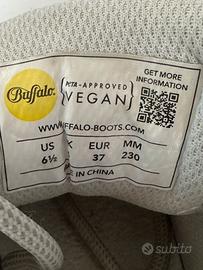 Buffalo
PETA-APPROVED
VEGAN
GET MORE
INFORMATION
WWW. FFALO-BOOTS.COM
US K EUR MM
6½ 37 230
E IN CHINA
subito